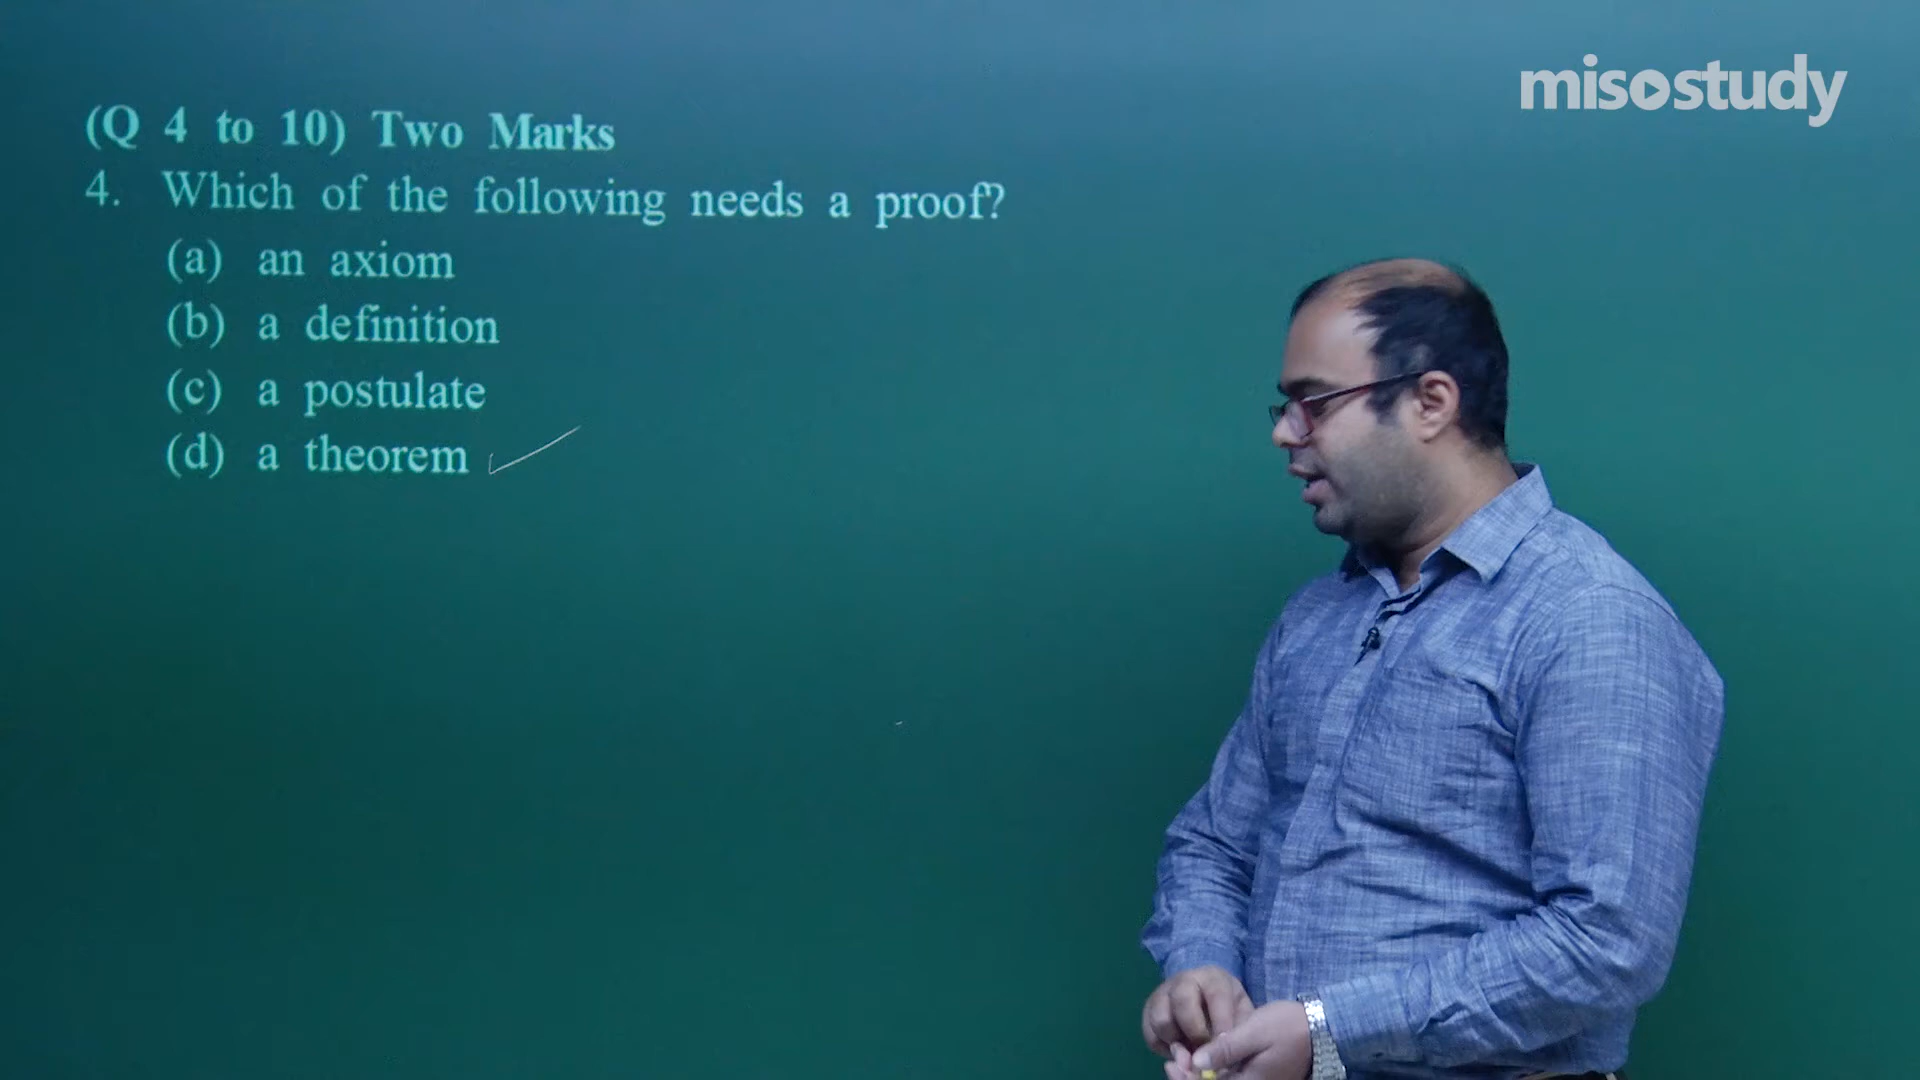 misostudy
(Q 4 to 10) Two Marks
4. Which of the following needs a proof?
(a) an axiom
(b) a definition
(c) a postulate
(d) a theorem